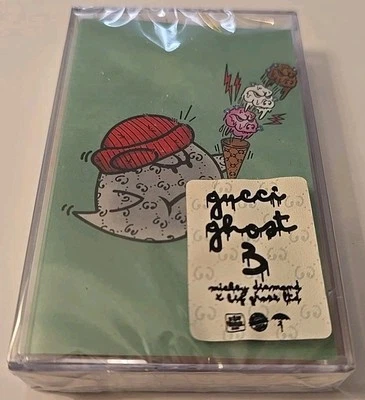 gucci
ghost
3
mickey diamond
x big ghost ltd